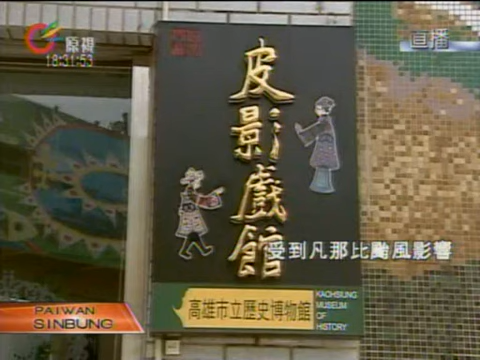 原視
18:31:53
直播
皮影戲館
受到凡那比颱風影響
高雄市立歷史博物館
KAOHSIUNG
MUSEUM
OF
HISTORY
PAIWAN
SINBUNG